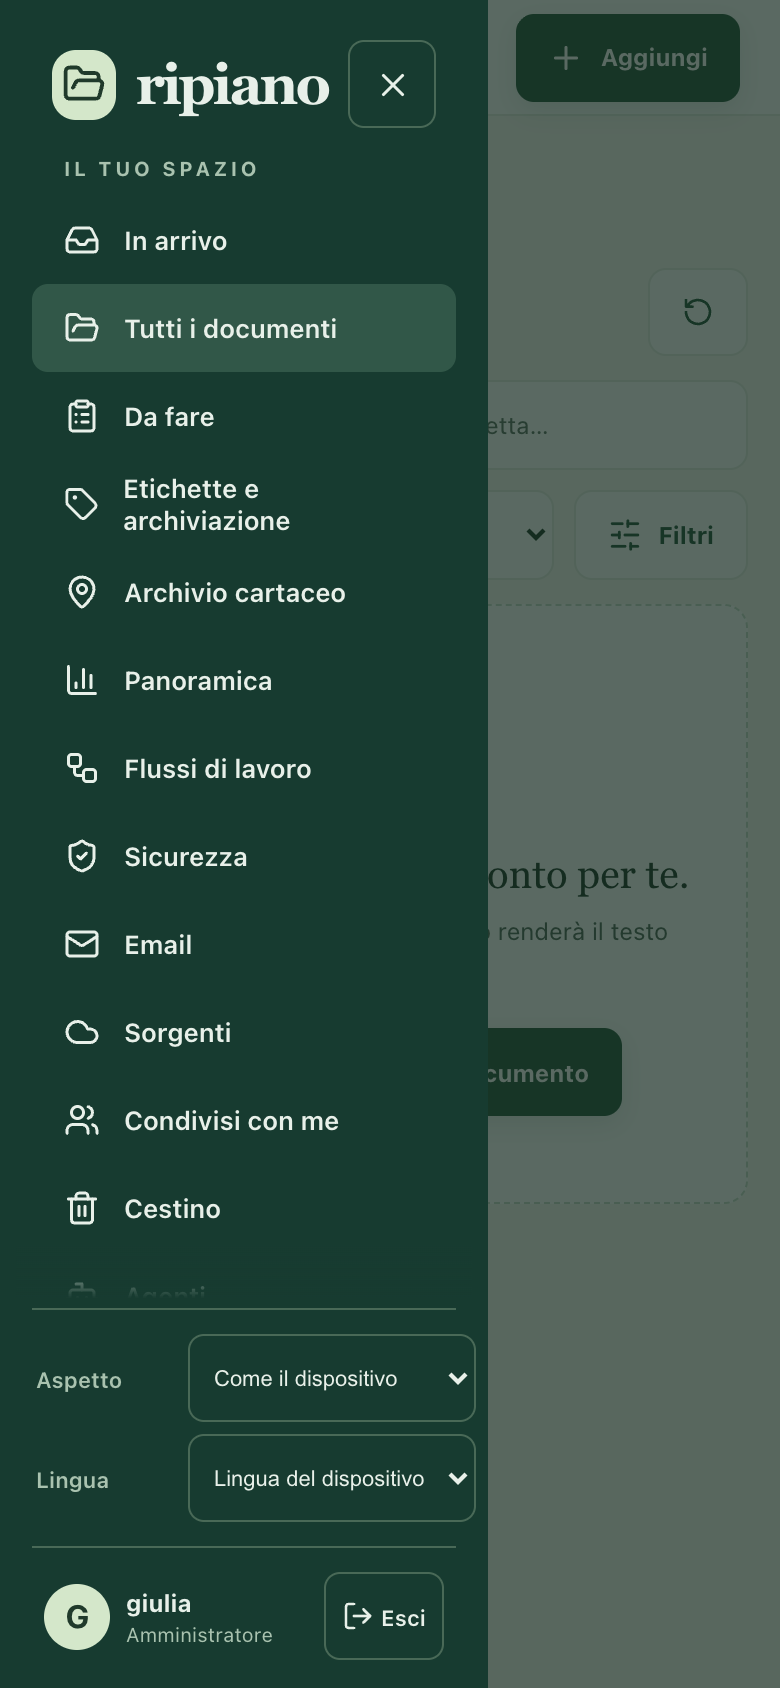 ripiano
Aggiungi
IL TUO SPAZIO
In arrivo
Tutti i documenti
Da fare
etta...
Etichette e
archiviazione
Filtri
Archivio cartaceo
Panoramica
Flussi di lavoro
Sicurezza
onto per te.
Email
renderà il testo
Sorgenti
cumento
Condivisi con me
Cestino
Agenti
Aspetto
Come il dispositivo
Lingua
Lingua del dispositivo
G
giulia
Amministratore
Esci